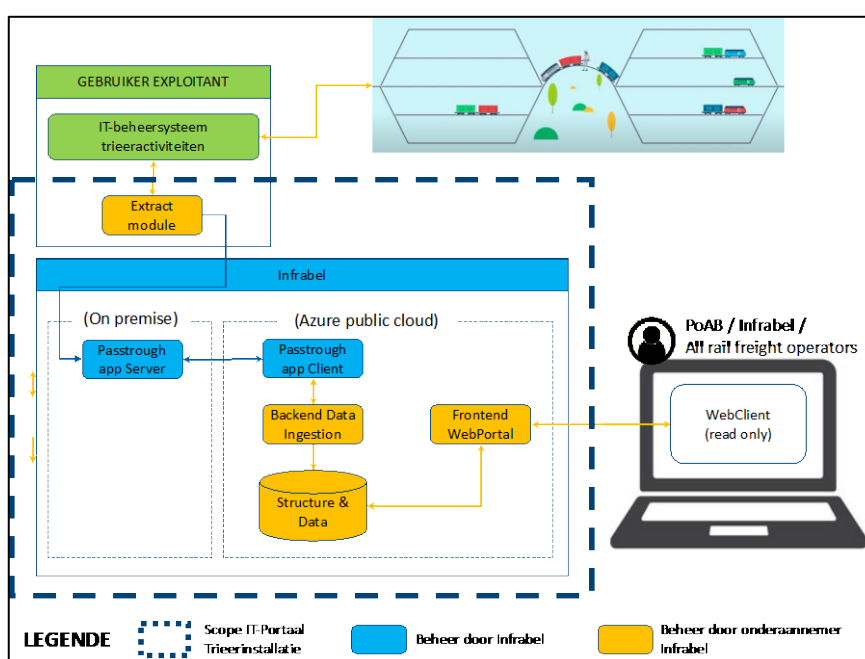 GEBRUIKER EXPLOITANT
IT-beheersysteem
trieeractiviteiten
Extract
module
Infrabel
(On premise)
(Azure public cloud)
Passtrough
app Server
Passtrough
app Client
Backend Data
Ingestion
Frontend
WebPortal
Structure &
Data
PoAB / Infrabel /
All rail freight operators
WebClient
(read only)
LEGENDE
Scope IT-Portaal
Trieerinstallatie
Beheer door Infrabel
Beheer door onderaannemer
Infrabel